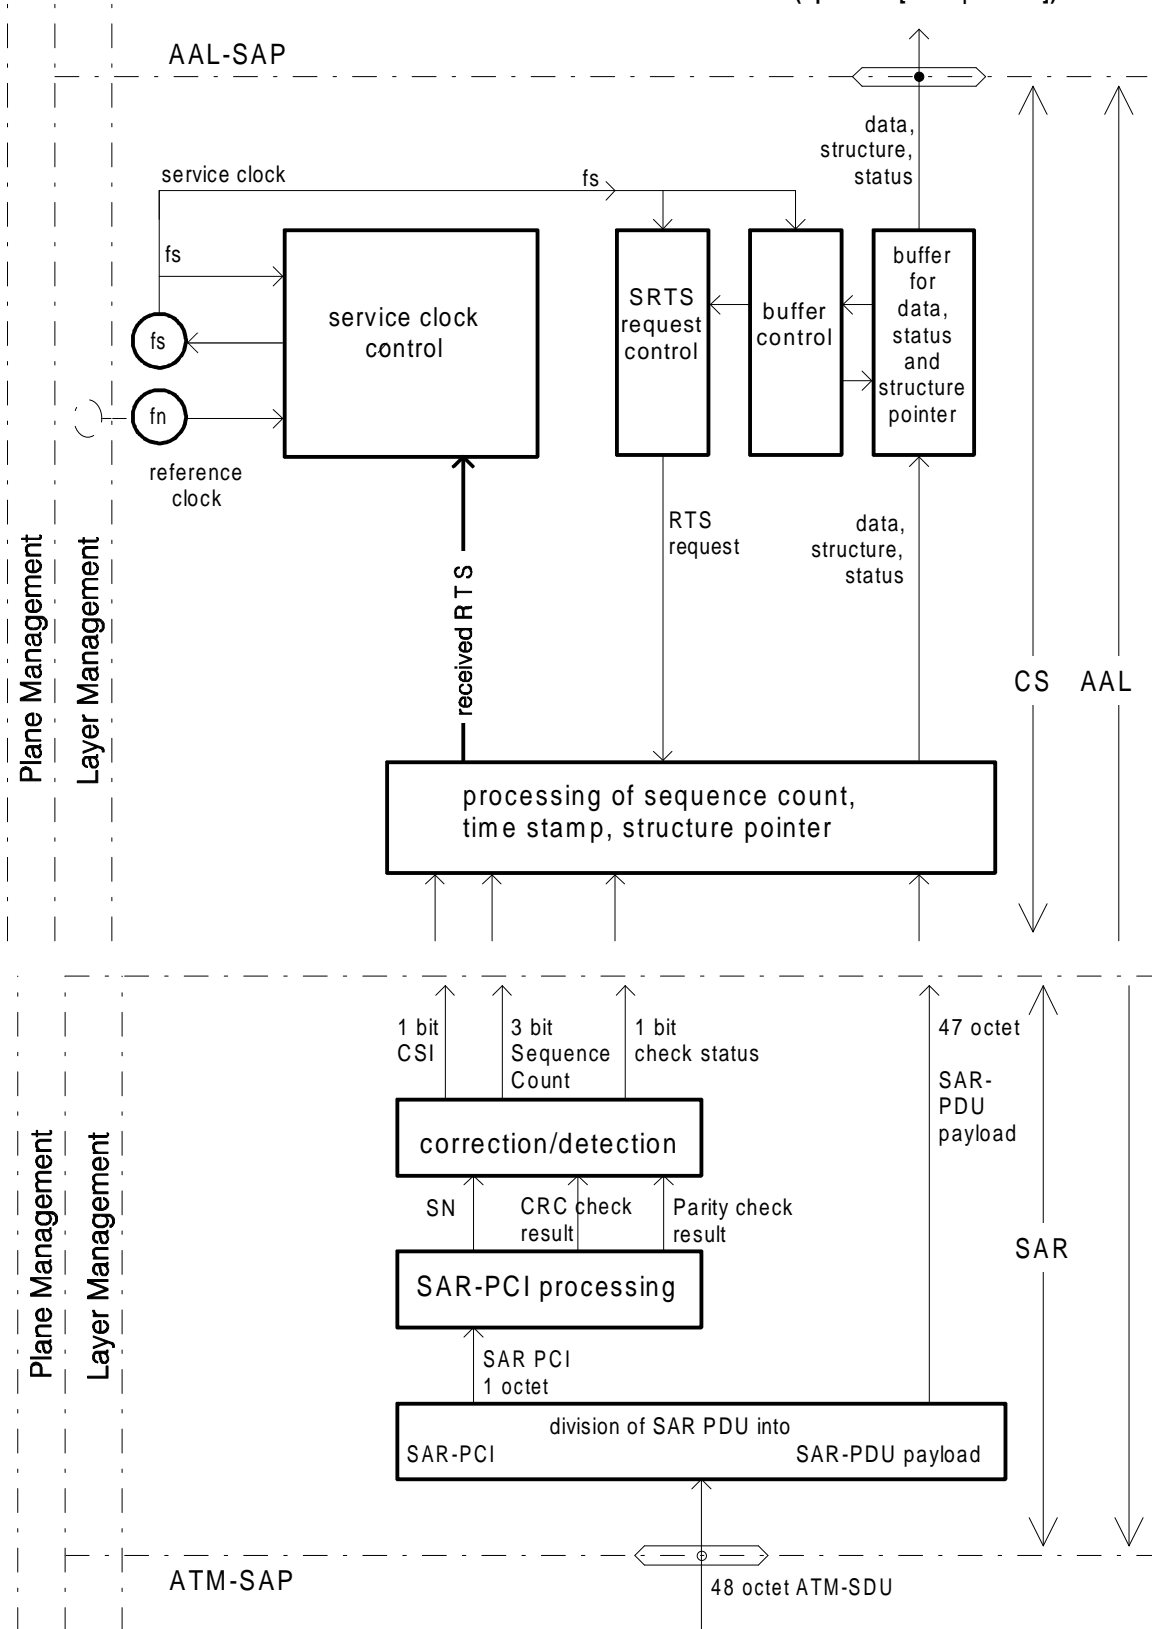 AAL-SAP
data,
structure,
status
service clock
fs
fs
service clock
control
SRTS
request
control
buffer
control
buffer
for
data,
status
and
structure
pointer
fs
fn
reference
clock
RTS
request
data,
structure,
status
received RTS
Plane Management
Layer Management
CS
AAL
processing of sequence count,
time stamp, structure pointer
1 bit
CSI
3 bit
Sequence
Count
1 bit
check status
47 octet
SAR-
PDU
payload
correction/detection
SN
CRC check
result
Parity check
result
Plane Management
Layer Management
SAR
SAR-PCI processing
SAR PCI
1 octet
division of SAR PDU into
SAR-PCI
SAR-PDU payload
ATM-SAP
48 octet ATM-SDU